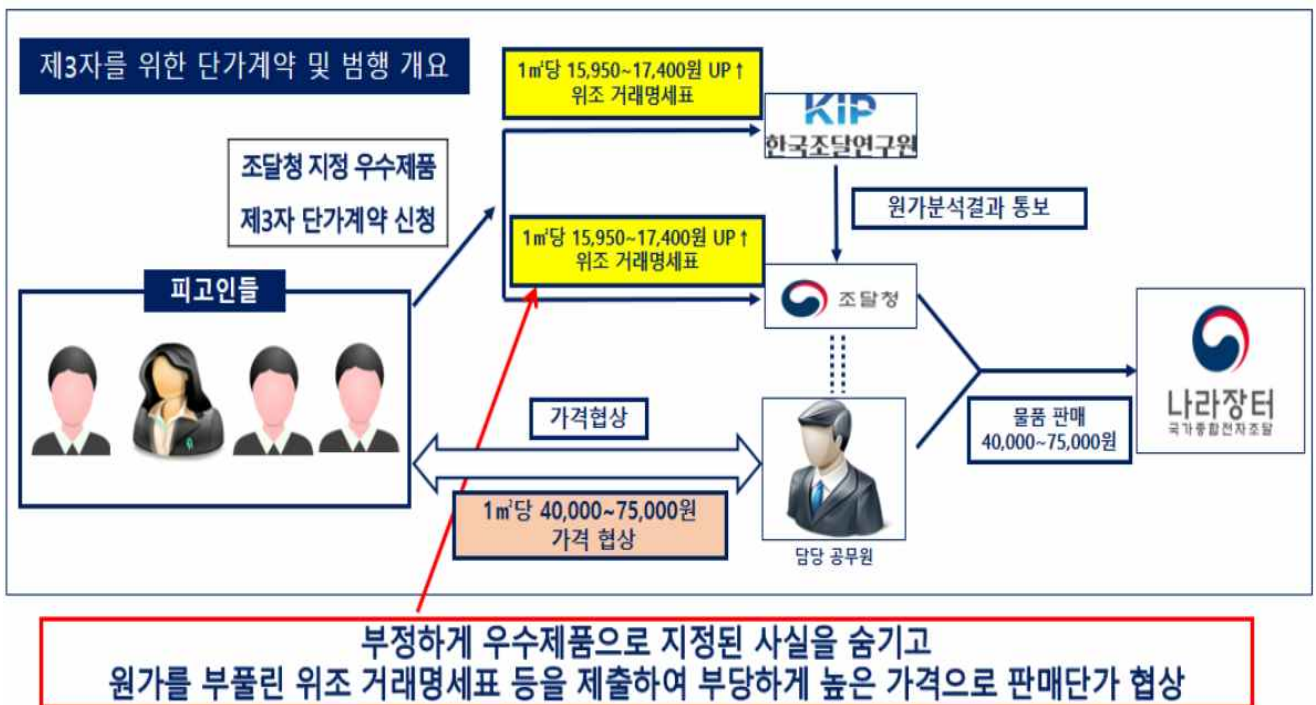 제3자를 위한 단가계약 및 범행 개요
1㎡당 15,950~17,400원 UP ↑
위조 거래명세표
KIP
한국조달연구원
조달청 지정 우수제품
제3자 단가계약 신청
원가분석결과 통보
1㎡당 15,950~17,400원 UP ↑
위조 거래명세표
피고인들
조달청
가격협상
1㎡당 40,000~75,000원
가격 협상
담당 공무원
물품 판매
40,000~75,000원
나라장터
국가종합전자조달
부정하게 우수제품으로 지정된 사실을 숨기고
원가를 부풀린 위조 거래명세표 등을 제출하여 부당하게 높은 가격으로 판매단가 협상